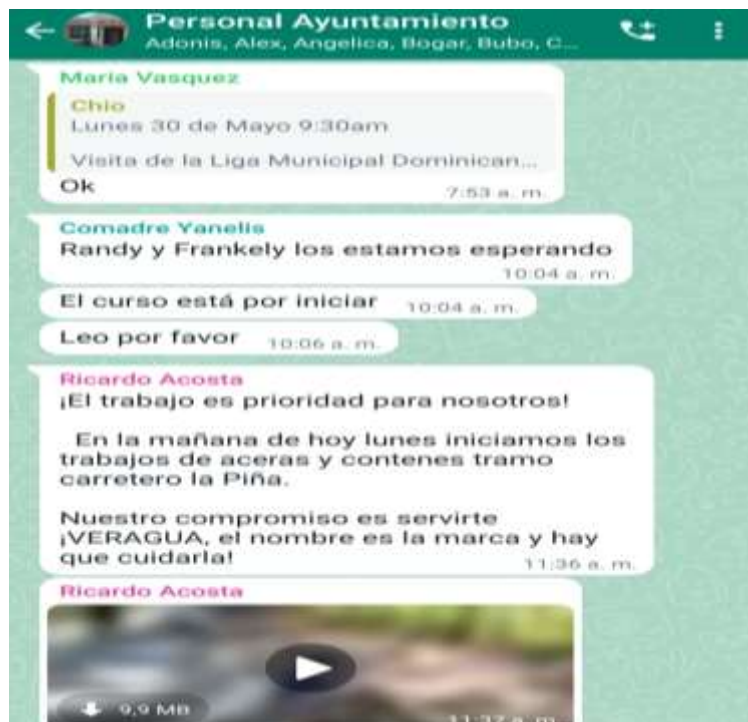 Personal Ayuntamiento
Adonis, Alex, Angelica, Bogar, Bubo, C...
Maria Vasquez
Chio
Lunes 30 de Mayo 9:30am
Visita de la Liga Municipal Dominican...
Ok
7:53 a. m.
Comadre Yanelis
Randy y Frankely los estamos esperando
10:04 a. m.
El curso está por iniciar 10:04 a. m.
Leo por favor 10:06 a. m.
Ricardo Acosta
¡El trabajo es prioridad para nosotros!
En la mañana de hoy lunes iniciamos los
trabajos de aceras y contenes tramo
carretero la Piña.
Nuestro compromiso es servirte
¡VERAGUA, el nombre es la marca y hay
que cuidarla!
11:36 a. m.
Ricardo Acosta
9,9 MB
11:37 a. m.